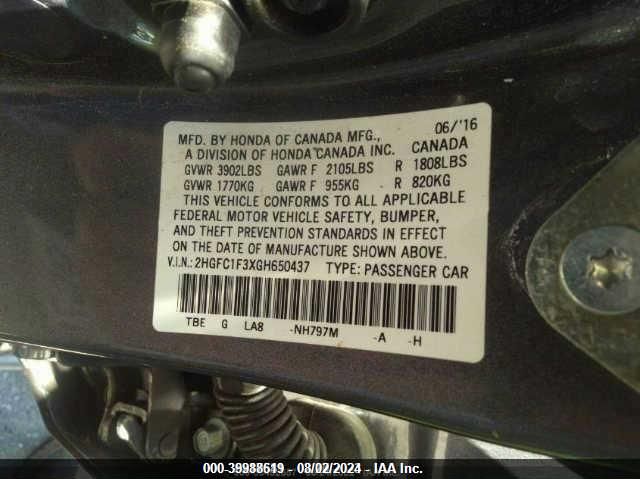 MFD. BY HONDA OF CANADA MFG., 06/'16
A DIVISION OF HONDA CANADA INC. CANADA
GVWR 3902LBS GAWR F 2105LBS R 1808LBS
GVWR 1770KG GAWR F 955KG R 820KG
THIS VEHICLE CONFORMS TO ALL APPLICABLE
FEDERAL MOTOR VEHICLE SAFETY, BUMPER,
AND THEFT PREVENTION STANDARDS IN EFFECT
ON THE DATE OF MANUFACTURE SHOWN ABOVE.
V.I.N.: 2HGFC1F3XGH650437 TYPE: PASSENGER CAR
TBE G LA8 -NH797M -A -H
000-39988619 - 08/02/2024 - IAA Inc.